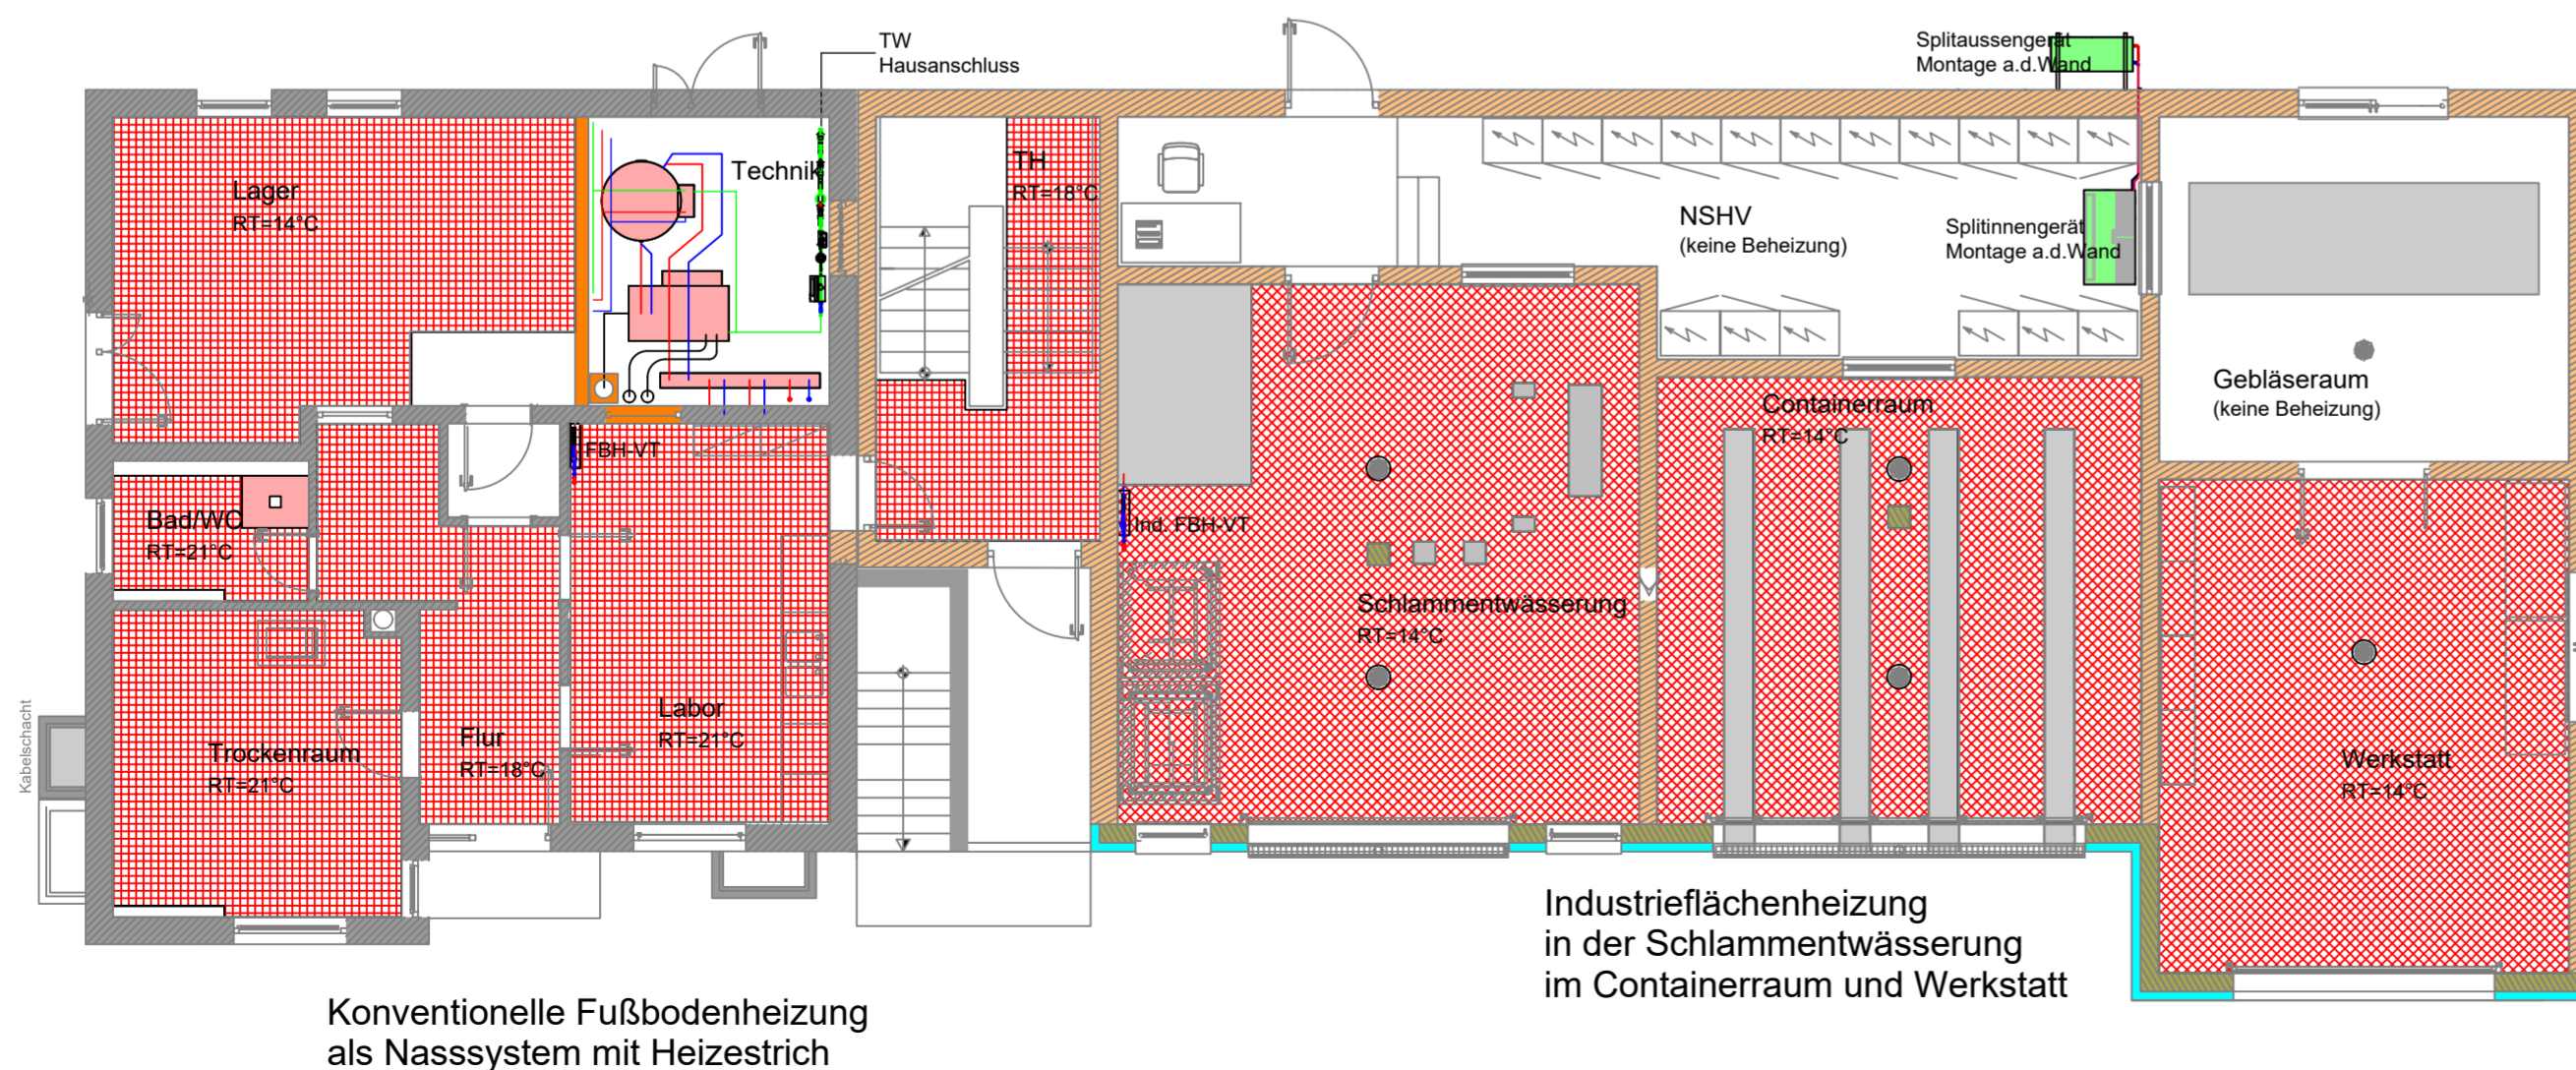 TW
Hausanschluss
Splitaussengerät
Montage a.d.Wand
Lager
RT=14°C
Technik
TH
RT=18°C
NSHV
(keine Beheizung)
Splitinnengerät
Montage a.d.Wand
Gebläseraum
(keine Beheizung)
Containerraum
RT=14°C
FBH-VT
Bad/WC
RT=21°C
Ind. FBH-VT
Schlammentwässerung
RT=14°C
Labor
RT=21°C
Flur
RT=18°C
Trockenraum
RT=21°C
Kabelschacht
Werkstatt
RT=14°C
Industrieflächenheizung
in der Schlammentwässerung
im Containerraum und Werkstatt
Konventionelle Fußbodenheizung
als Nasssystem mit Heizestrich